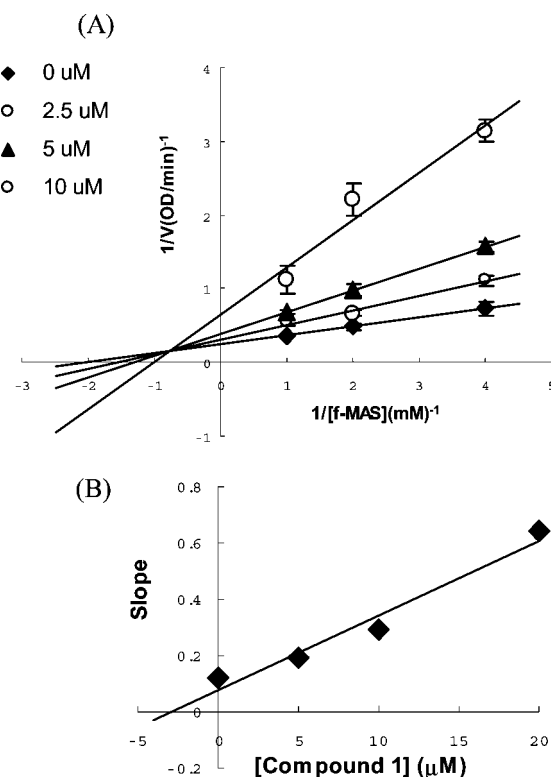 (A)
0 uM
2.5 uM
5 uM
10 uM
4
3
2
1
-1
-3
-2
-1
0
1
2
3
4
5
1/V(OD/min)-1
1/[f-MAS](mM)-1
(B)
0.8
0.6
0.4
0.2
0
-0.2
-5
0
5
10
15
20
Slope
[Compound 1] (μM)